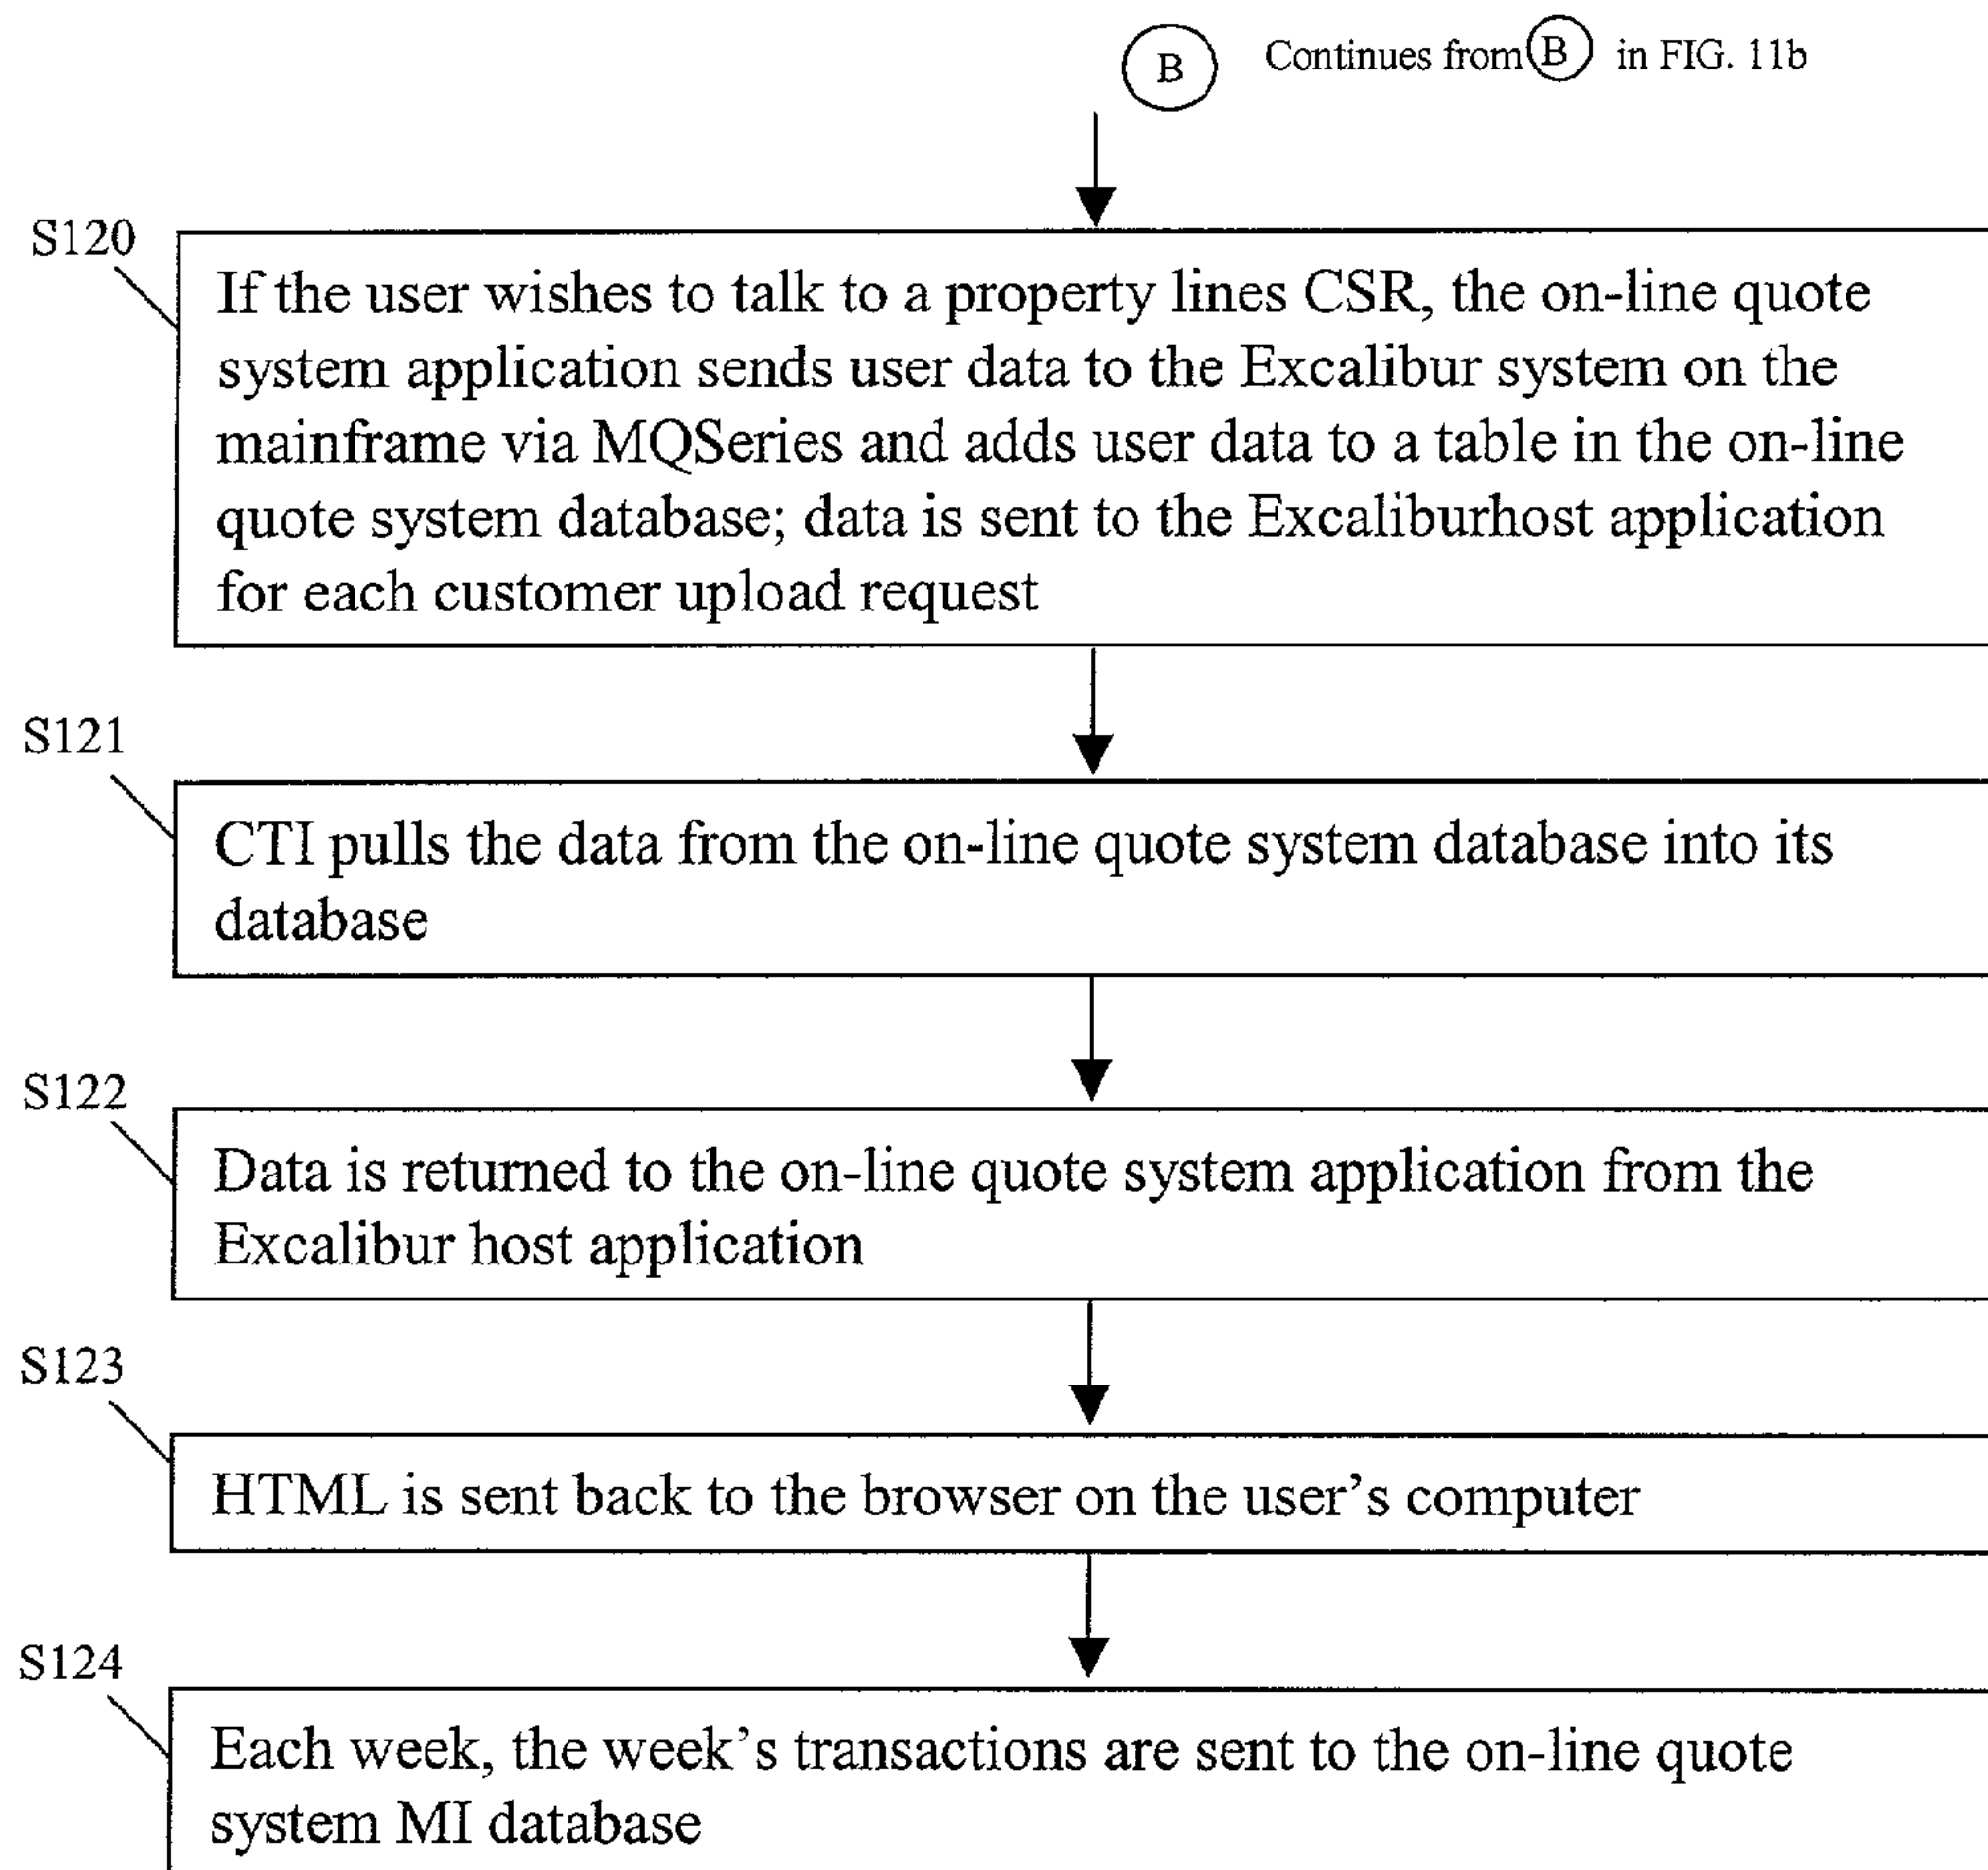 B Continues from B in FIG. 11b
S120
If the user wishes to talk to a property lines CSR, the on-line quote
system application sends user data to the Excalibur system on the
mainframe via MQSeries and adds user data to a table in the on-line
quote system database; data is sent to the Excaliburhost application
for each customer upload request
S121
CTI pulls the data from the on-line quote system database into its
database
S122
Data is returned to the on-line quote system application from the
Excalibur host application
S123
HTML is sent back to the browser on the user’s computer
S124
Each week, the week’s transactions are sent to the on-line quote
system MI database